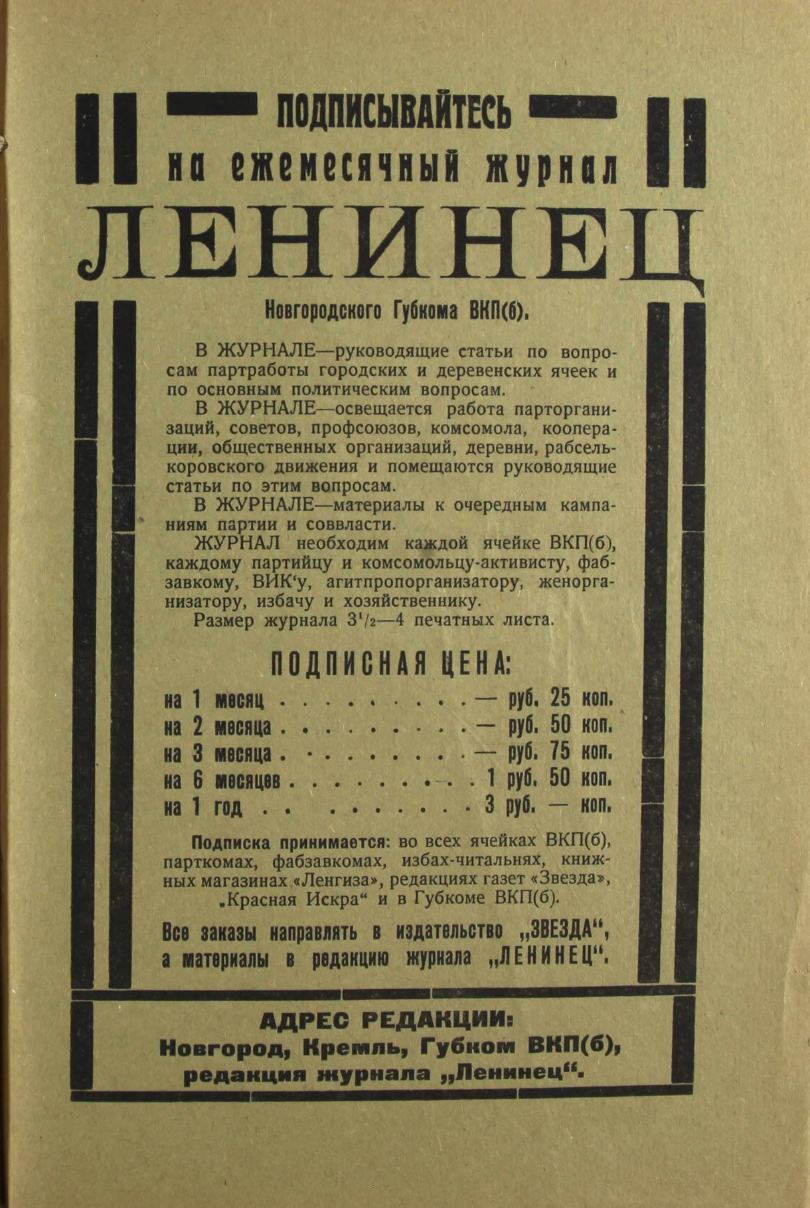 ПОДПИСЫВАЙТЕСЬ
на ежемесячный журнал
ЛЕНИНЕЦ
Новгородского Губкома ВКП(б).
В ЖУРНАЛЕ—руководящие статьи по вопро-
сам партработы городских и деревенских ячеек и
по основным политическим вопросам.
В ЖУРНАЛЕ—освещается работа парторгани-
заций, советов, профсоюзов, комсомола, коопера-
ции, общественных организаций, деревни, рабсель-
коровского движения и помещаются руководящие
статьи по этим вопросам.
В ЖУРНАЛЕ—материалы к очередным кампа-
ниям партии и соввласти.
ЖУРНАЛ необходим каждой ячейке ВКП(б),
каждому партийцу и комсомольцу-активисту, фаб-
завкому, ВИК‘у, агитпропорганизатору, женорга-
низатору, избачу и хозяйственнику.
Размер журнала 3¹/₂—4 печатных листа.
ПОДПИСНАЯ ЦЕНА:
на 1 месяц . . . . . . . . . . — руб. 25 коп.
на 2 месяца . . . . . . . . . . — руб. 50 коп.
на 3 месяца . . . . . . . . . . — руб. 75 коп.
на 6 месяцев . . . . . . . . . . 1 руб. 50 коп.
на 1 год . . . . . . . . . . 3 руб. — коп.
Подписка принимается: во всех ячейках ВКП(б),
парткомах, фабзавкомах, избах-читальнях, книж-
ных магазинах «Ленгиза», редакциях газет «Звезда»,
„Красная Искра“ и в Губкоме ВКП(б).
Все заказы направлять в издательство „ЗВЕЗДА“,
а материалы в редакцию журнала „ЛЕНИНЕЦ“.
АДРЕС РЕДАКЦИИ:
Новгород, Кремль, Губком ВКП(б),
редакция журнала „Ленинец“.